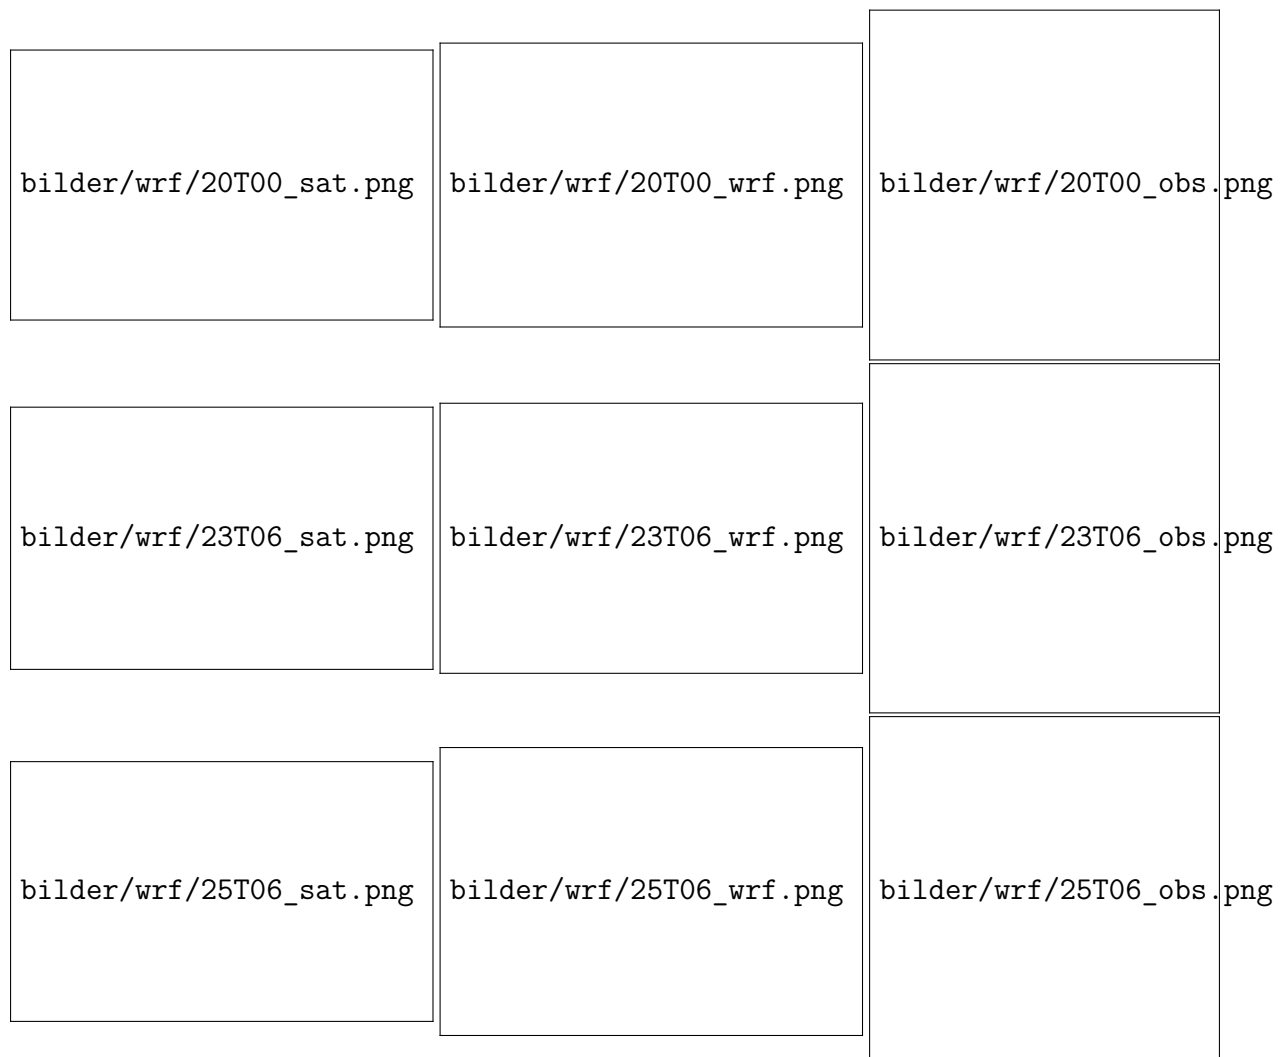 bilder/wrf/20T00_sat.png
bilder/wrf/20T00_wrf.png
bilder/wrf/20T00_obs.png
bilder/wrf/23T06_sat.png
bilder/wrf/23T06_wrf.png
bilder/wrf/23T06_obs.png
bilder/wrf/25T06_sat.png
bilder/wrf/25T06_wrf.png
bilder/wrf/25T06_obs.png